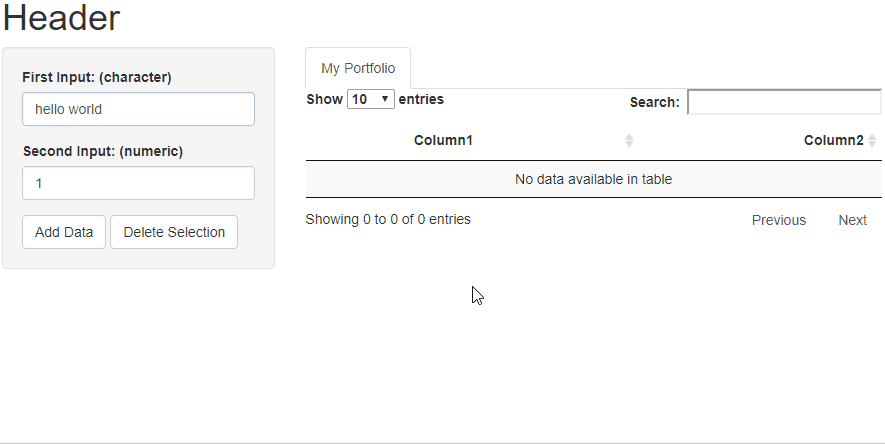 Header
First Input: (character)
hello world
Second Input: (numeric)
1
Add Data Delete Selection
My Portfolio
Show 10 entries Search:
Column1 Column2
No data available in table
Showing 0 to 0 of 0 entries Previous Next